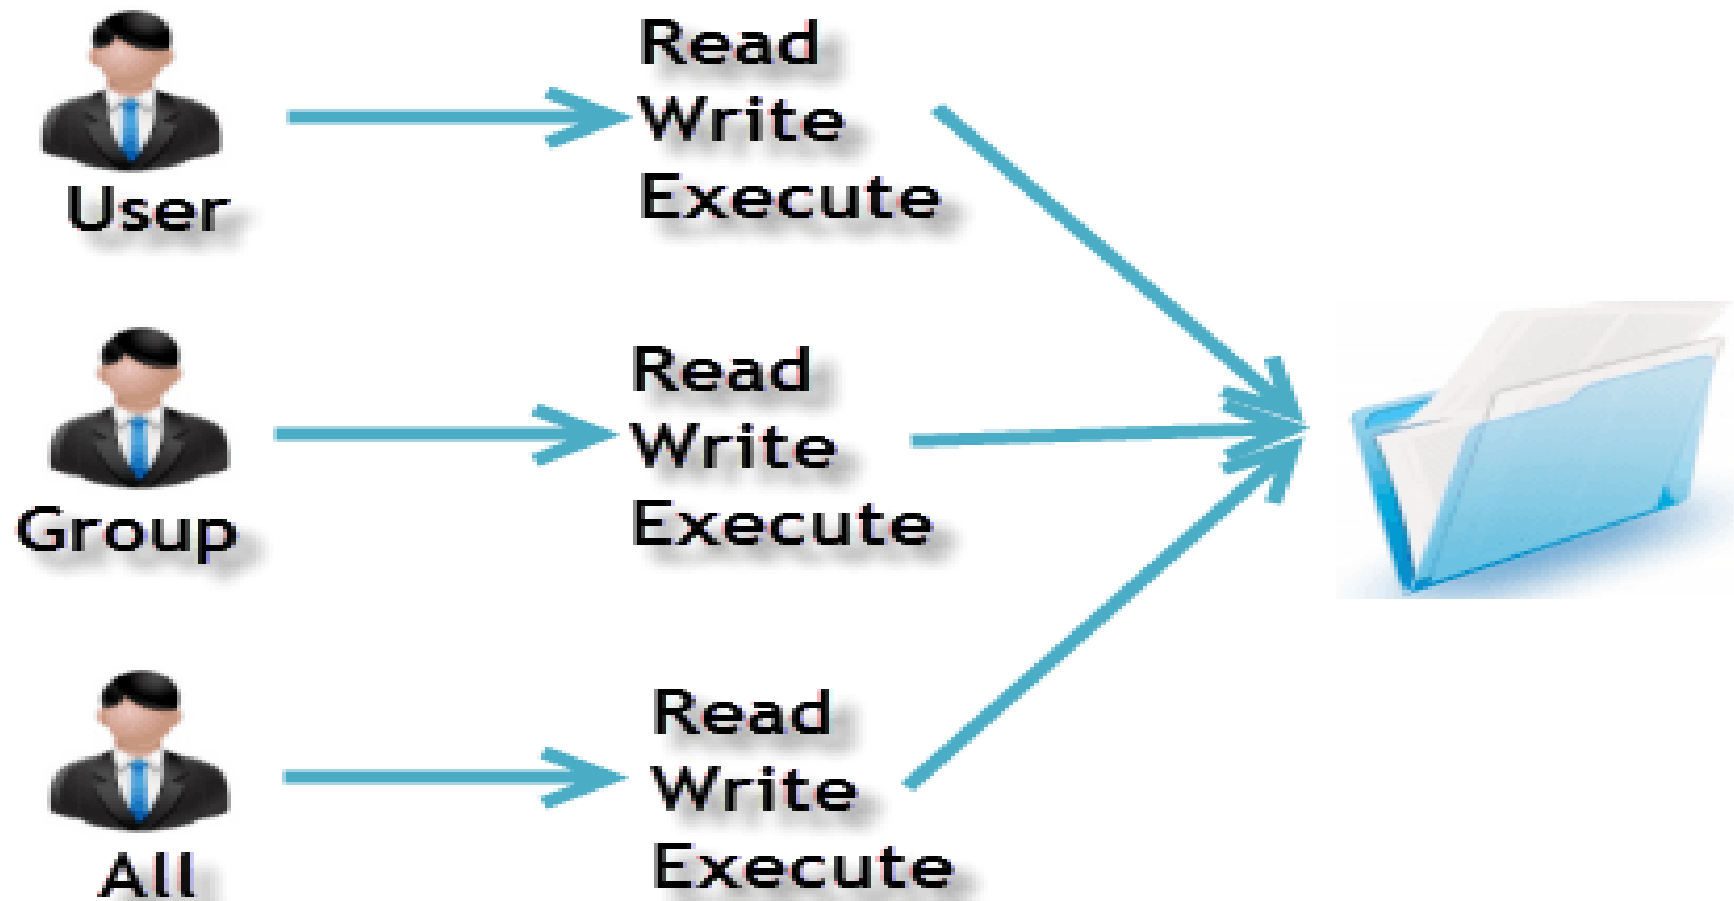 User
Read
Write
Execute
Group
Read
Write
Execute
All
Read
Write
Execute